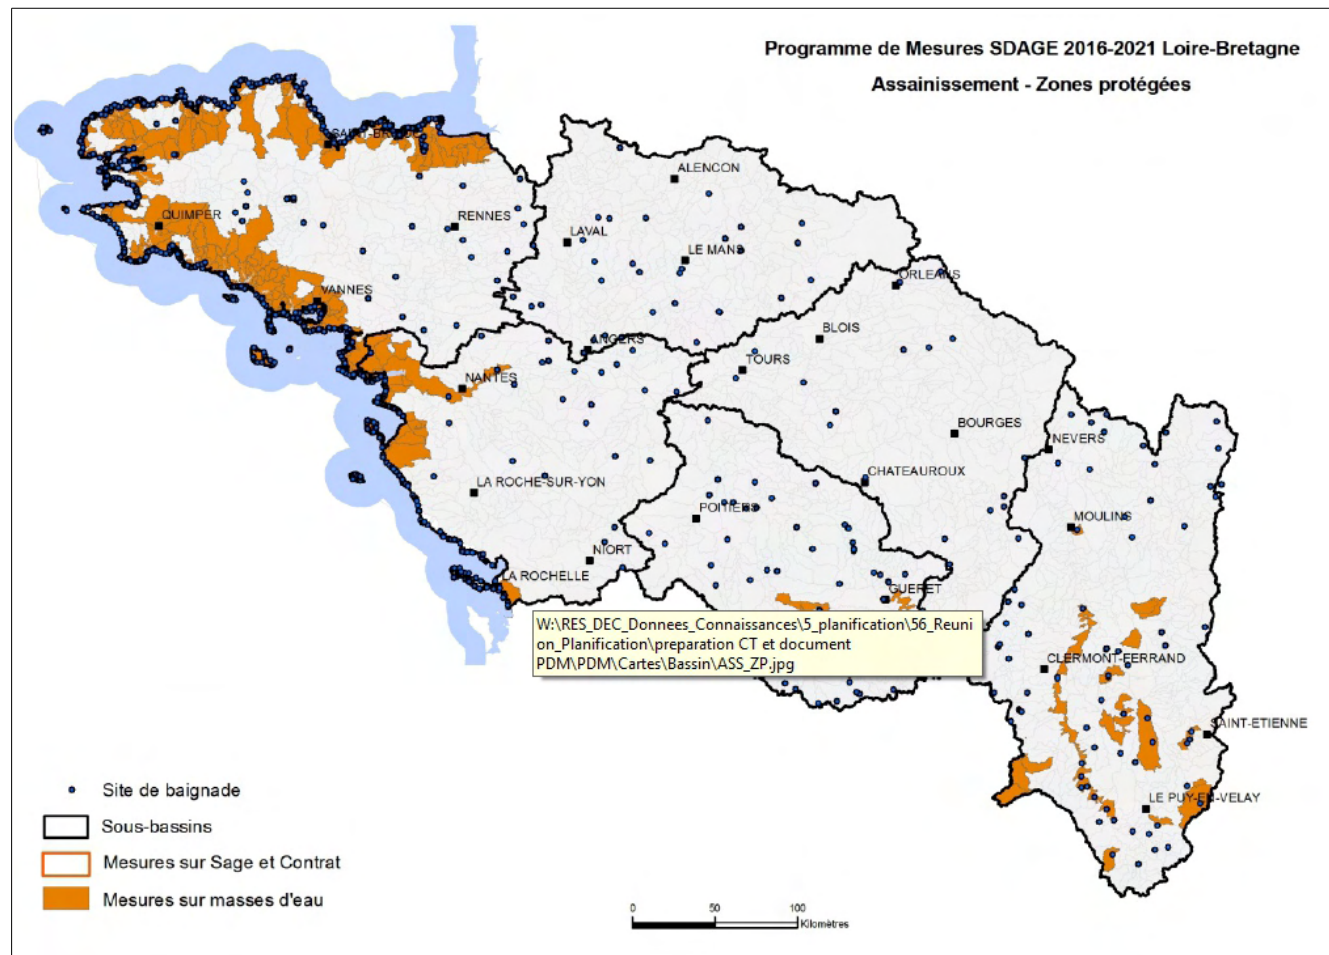 Programme de Mesures SDAGE 2016-2021 Loire-Bretagne
Assainissement - Zones protégées
SAINT-BRIEUC
ALENCON
QUIMPER
RENNES
LAVAL
LE MANS
ORLEANS
VANNES
BLOIS
ANGERS
TOURS
NANTES
BOURGES
NEVERS
CHATEAUROUX
LA ROCHE-SUR-YON
POITIERS
MOULINS
NIORT
LA ROCHELLE
GUERET
W:\RES_DEC_Donnees_Connaissances\5_planification\56_Reuni
on_Planification\preparation CT et document
PDM\PDM\Cartes\Bassin\ASS_ZP.jpg
CLERMONT-FERRAND
SAINT-ETIENNE
LE PUY-EN-VELAY
Site de baignade
Sous-bassins
Mesures sur Sage et Contrat
Mesures sur masses d'eau
0 50 100
Kilomètres